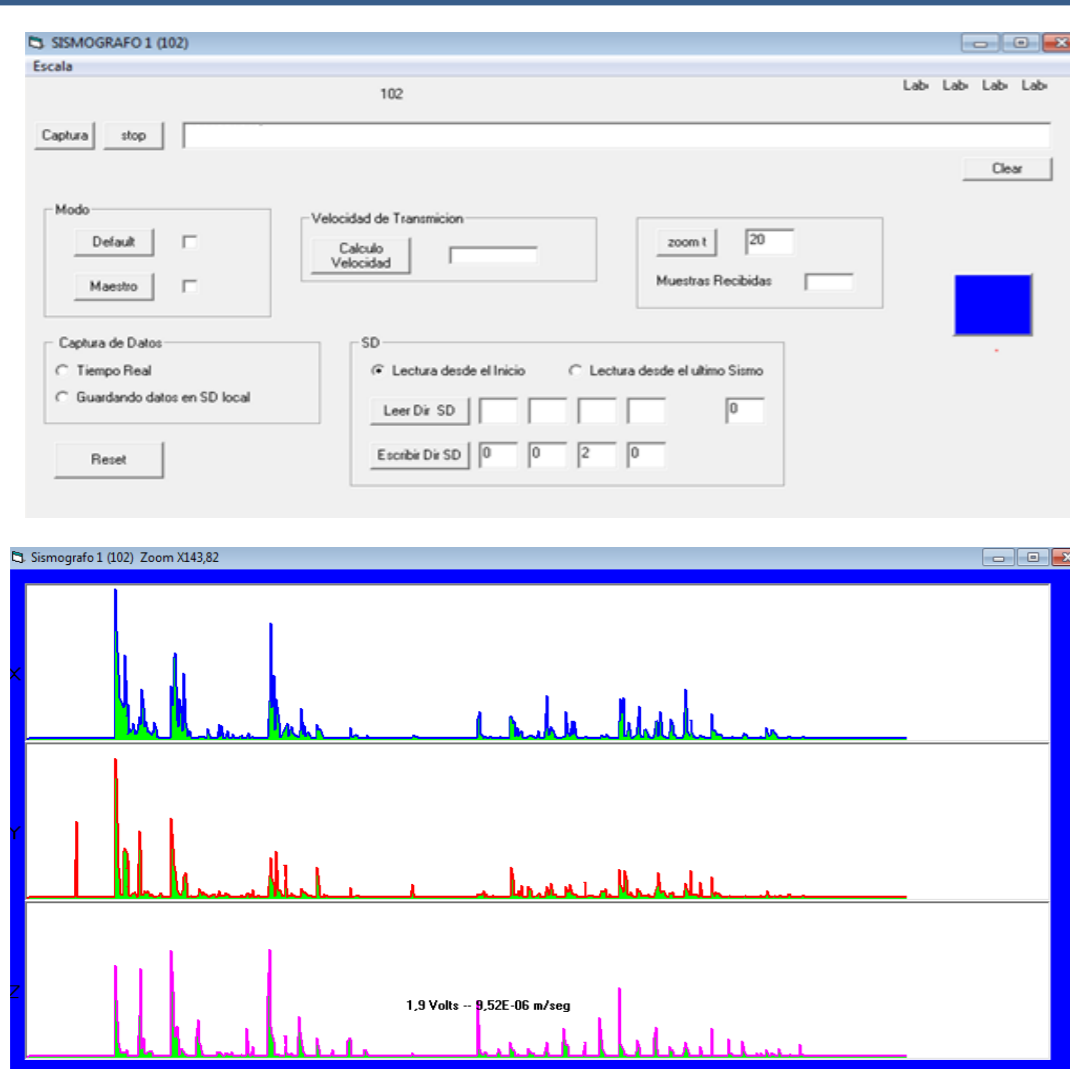 SISMOGRAFO 1 (102)
Escala
102
Lab Lab Lab Lab
Captura stop
Clear
Modo
Default
Maestro
Velocidad de Transmicion
Calculo
Velocidad
zoom t 20
Muestras Recibidas
Captura de Datos
Tiempo Real
Guardando datos en SD local
Reset
SD
Lectura desde el Inicio Lectura desde el ultimo Sismo
Leer Dir SD 0
Escribir Dir SD 0 0 2 0
Sismografo 1 (102) Zoom X143,82
X
Y
Z
1,9 Volts -- 9,52E-06 m/seg